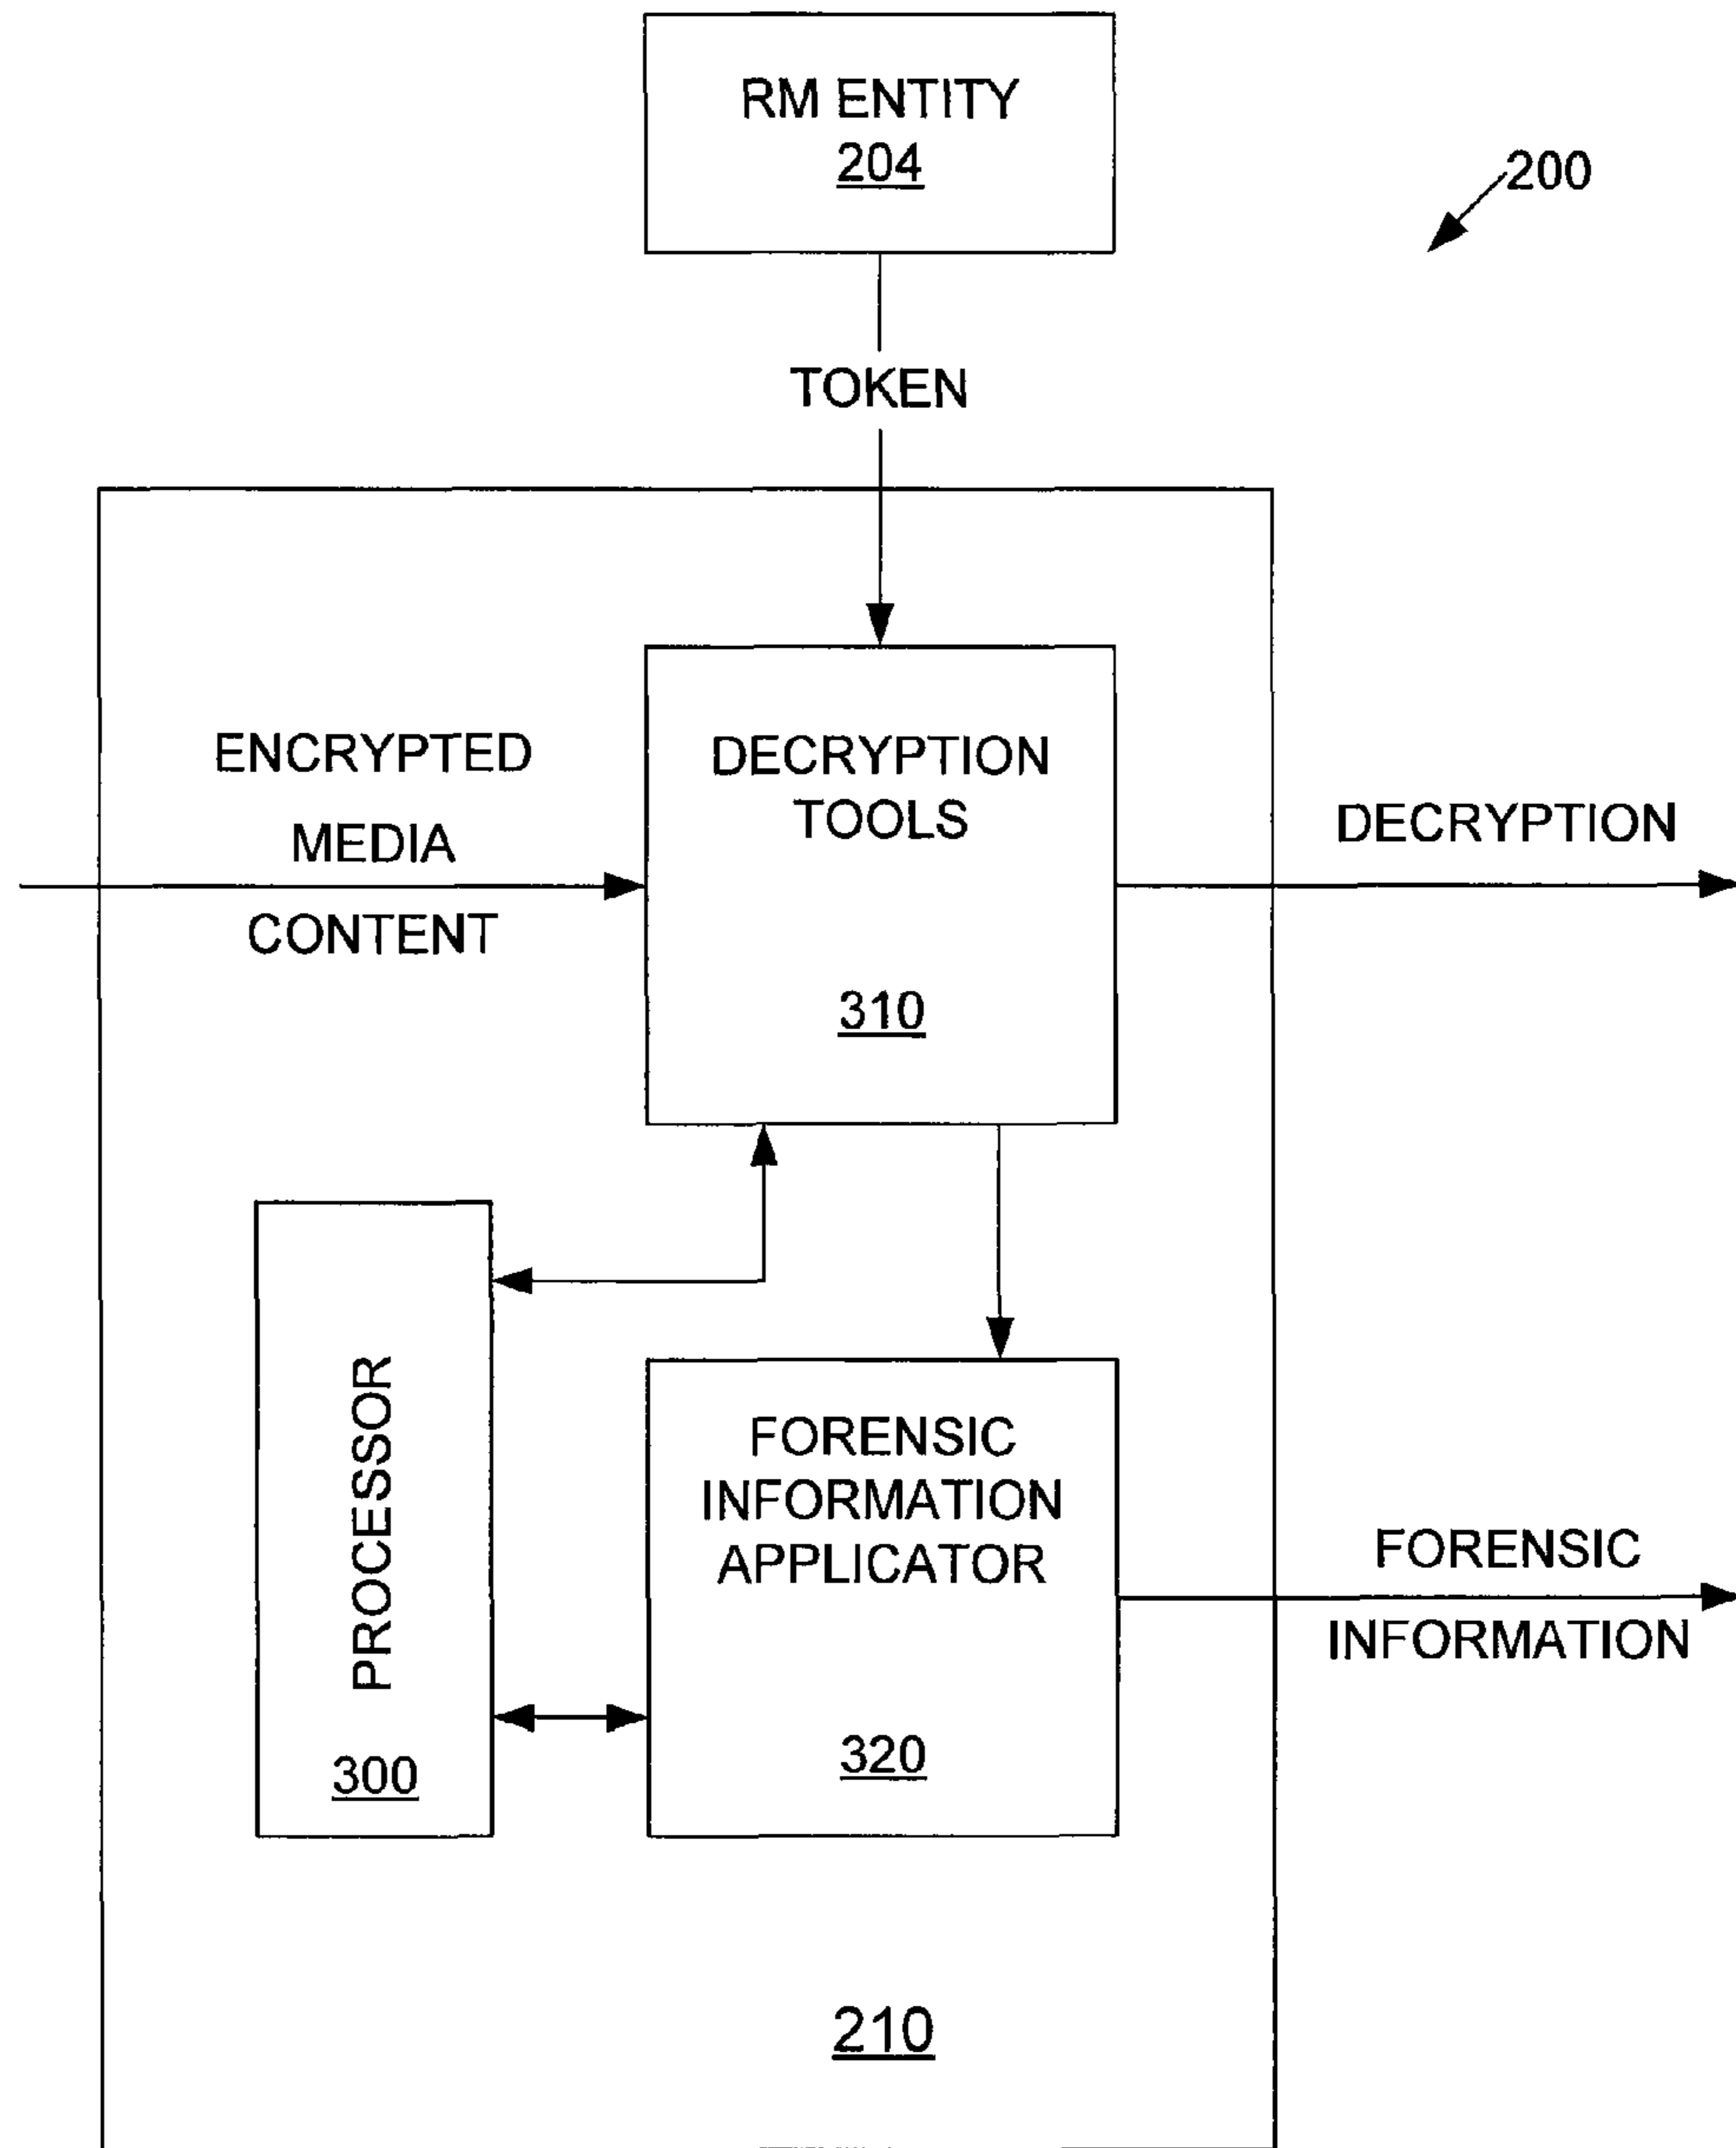 RM ENTITY
204
200
TOKEN
ENCRYPTED
MEDIA
CONTENT
DECRYPTION
TOOLS
310
DECRYPTION
PROCESSOR
300
FORENSIC
INFORMATION
APPLICATOR
320
FORENSIC
INFORMATION
210